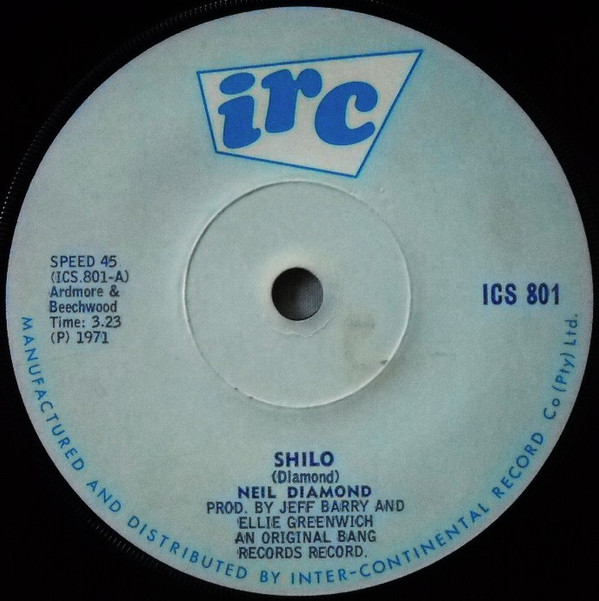 irc
SPEED 45
(ICS.801-A)
Ardmore &
Beechwood
Time: 3.23
(P) 1971
ICS 801
SHILO
(Diamond)
NEIL DIAMOND
PROD. BY JEFF BARRY AND
ELLIE GREENWICH
AN ORIGINAL BANG
RECORDS RECORD.
MANUFACTURED AND DISTRIBUTED BY INTER-CONTINENTAL RECORD Co (Pty) Ltd.